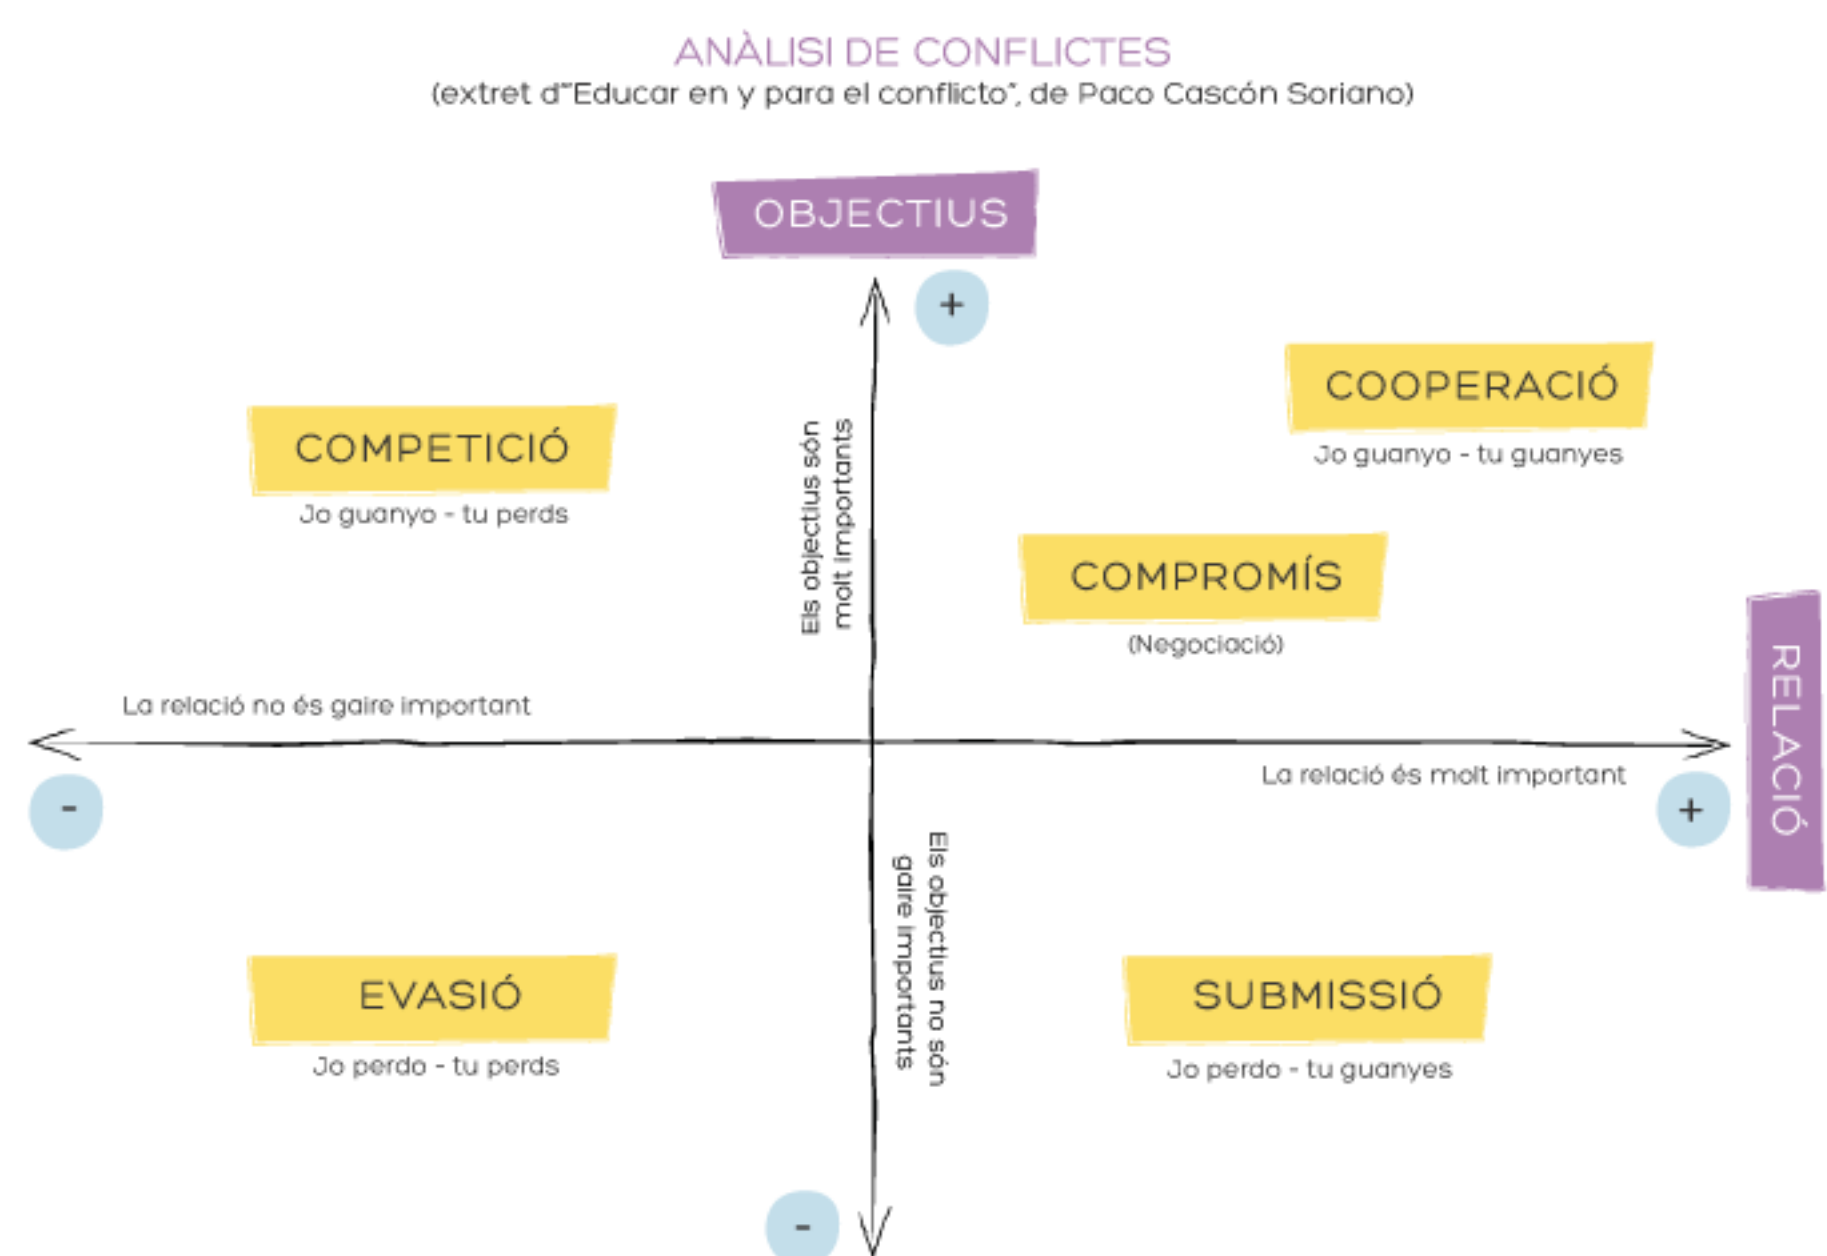 ANÀLISI DE CONFLICTES
(extret d'"Educar en y para el conflicto", de Paco Cascón Soriano)
OBJECTIUS
+
COOPERACIÓ
Jo guanyo - tu guanyes
COMPETICIÓ
Jo guanyo - tu perds
Els objectius són
molt importants
COMPROMÍS
(Negociació)
RELACIÓ
La relació no és gaire important
La relació és molt important
-
+
Els objectius no són
gaire importants
EVASIÓ
Jo perdo - tu perds
SUBMISSIÓ
Jo perdo - tu guanyes
-